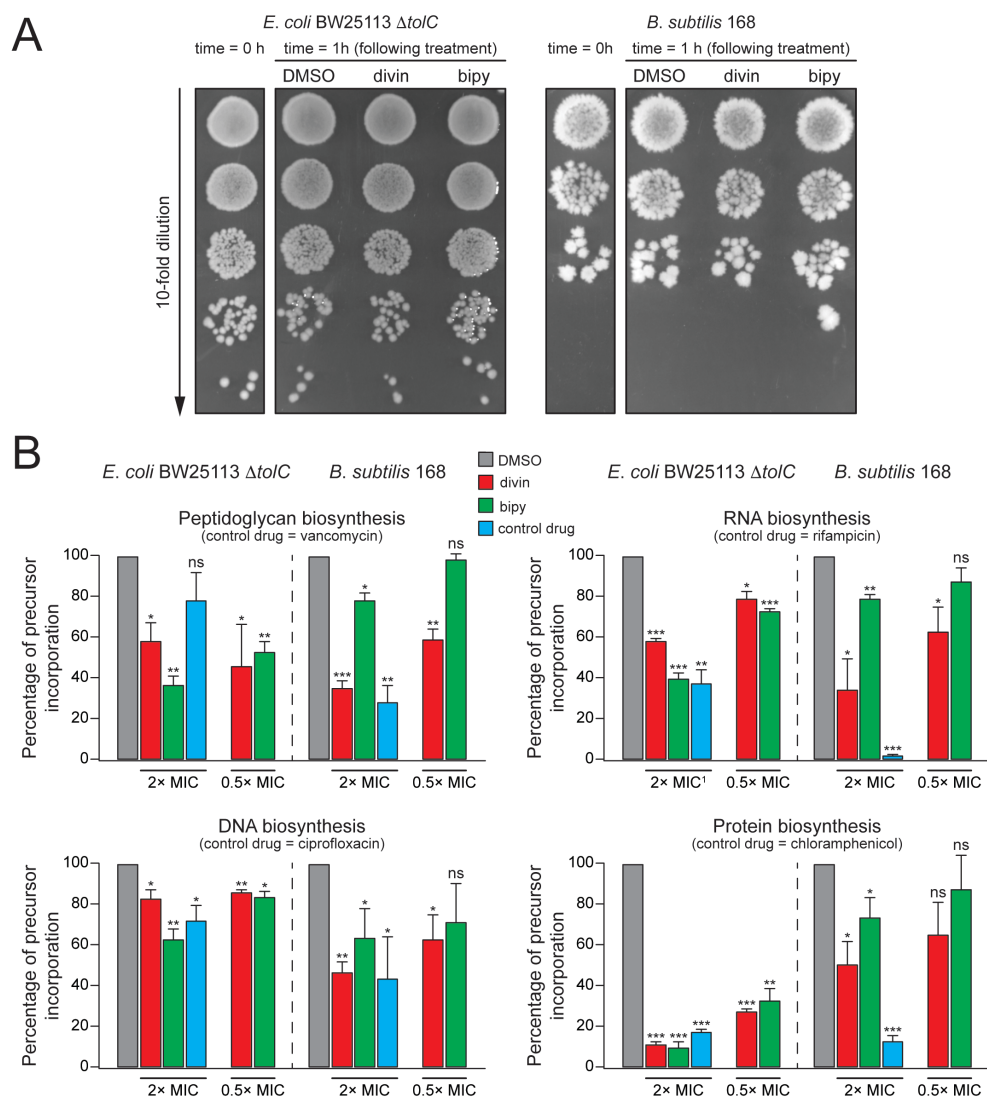 A
E. coli BW25113 ΔtolC
B. subtilis 168
time = 0 h
time = 1h (following treatment)
time = 0h
time = 1 h (following treatment)
DMSO
divin
bipy
DMSO
divin
bipy
10-fold dilution
B
E. coli BW25113 ΔtolC
B. subtilis 168
DMSO
divin
bipy
control drug
E. coli BW25113 ΔtolC
B. subtilis 168
Peptidoglycan biosynthesis
(control drug = vancomycin)
Percentage of precursor
incorporation
100
80
60
40
20
0
*
**
ns
*
**
***
*
**
**
ns
2× MIC
0.5× MIC
2× MIC
0.5× MIC
RNA biosynthesis
(control drug = rifampicin)
Percentage of precursor
incorporation
100
80
60
40
20
0
***
***
**
*
***
*
**
***
*
ns
2× MIC¹
0.5× MIC
2× MIC
0.5× MIC
DNA biosynthesis
(control drug = ciprofloxacin)
Percentage of precursor
incorporation
100
80
60
40
20
0
*
**
*
**
*
**
*
*
*
ns
2× MIC
0.5× MIC
2× MIC
0.5× MIC
Protein biosynthesis
(control drug = chloramphenicol)
Percentage of precursor
incorporation
100
80
60
40
20
0
***
***
***
***
**
*
*
***
ns
ns
2× MIC
0.5× MIC
2× MIC
0.5× MIC